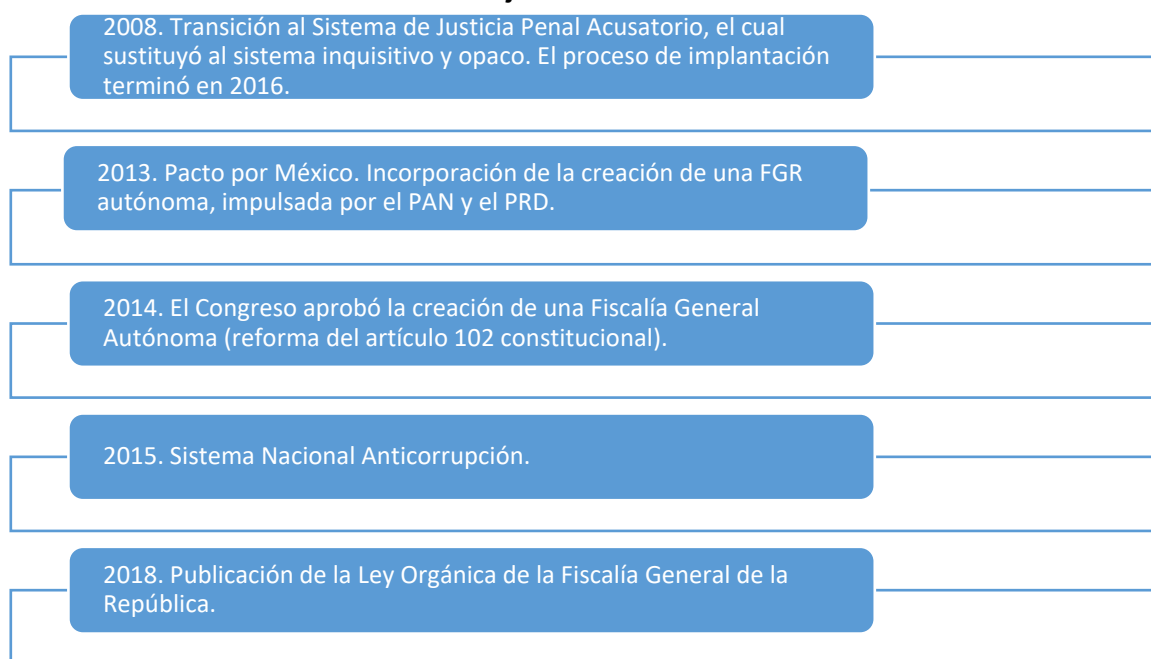 2008. Transición al Sistema de Justicia Penal Acusatorio, el cual
sustituyó al sistema inquisitivo y opaco. El proceso de implantación
terminó en 2016.
2013. Pacto por México. Incorporación de la creación de una FGR
autónoma, impulsada por el PAN y el PRD.
2014. El Congreso aprobó la creación de una Fiscalía General
Autónoma (reforma del artículo 102 constitucional).
2015. Sistema Nacional Anticorrupción.
2018. Publicación de la Ley Orgánica de la Fiscalía General de la
República.